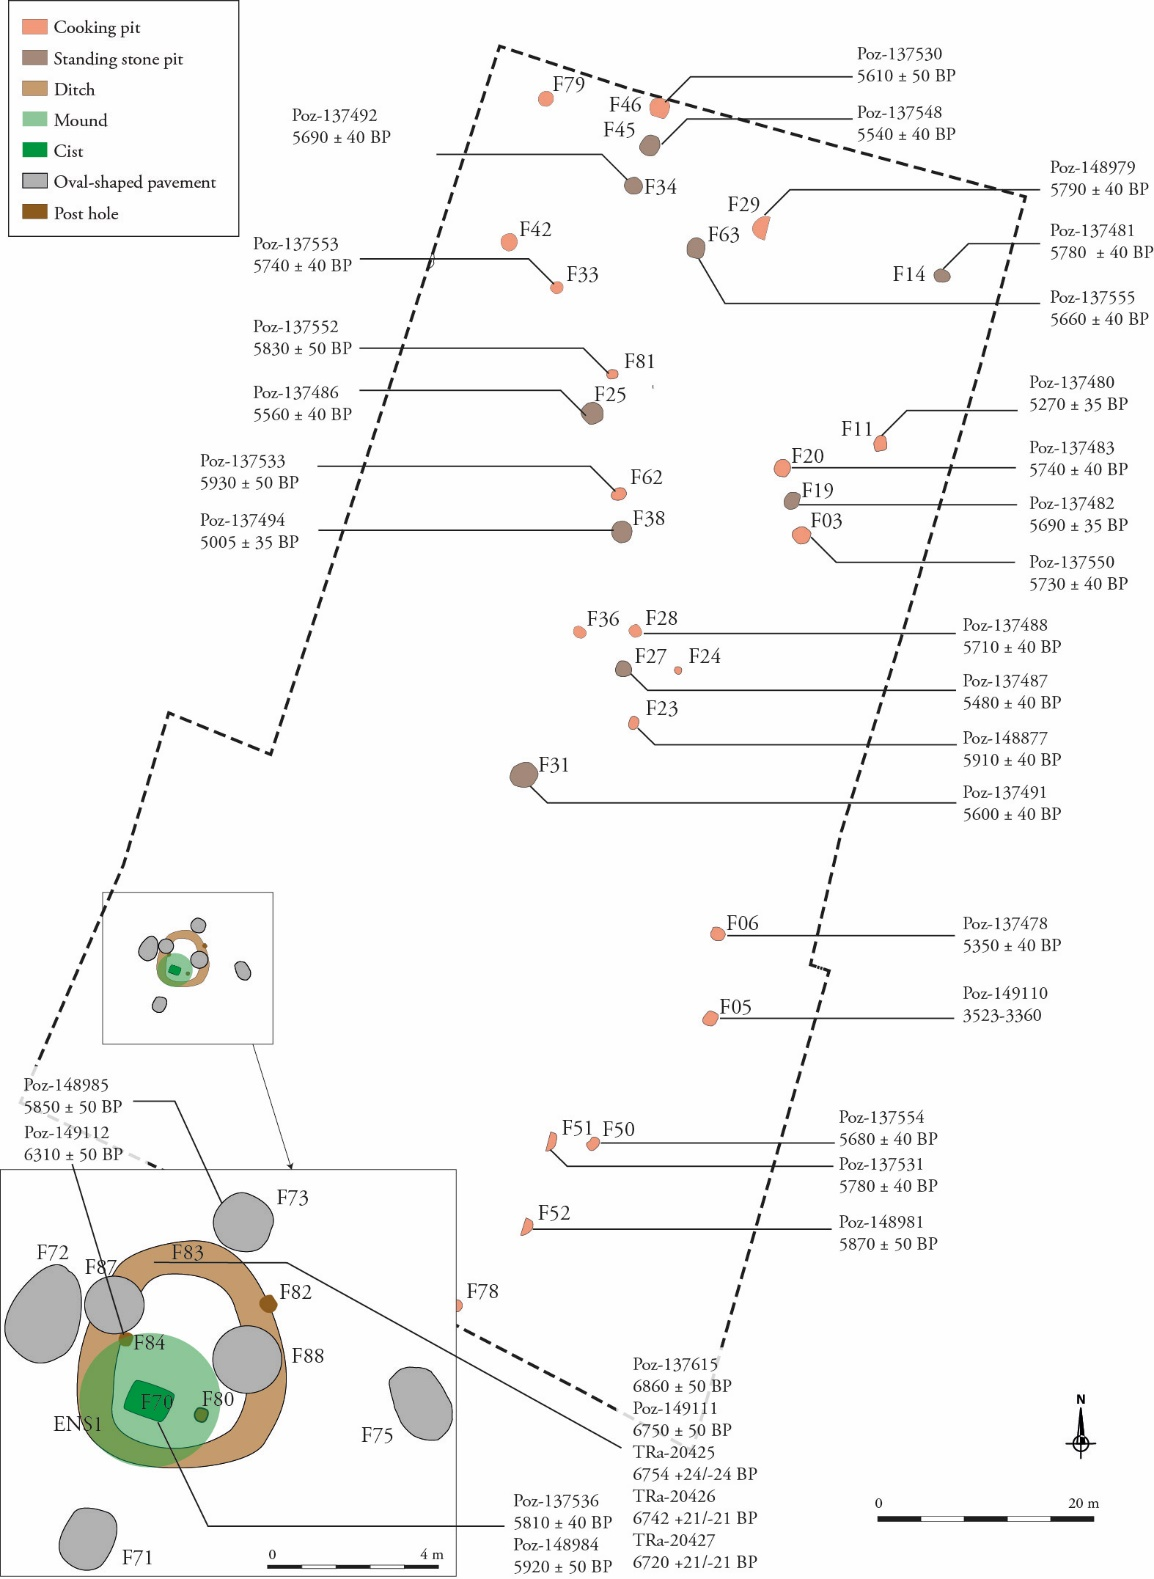 Cooking pit
Standing stone pit
Ditch
Mound
Cist
Oval-shaped pavement
Post hole
Poz-137530
5610 ± 50 BP
F79
F46
Poz-137548
5540 ± 40 BP
Poz-137492
5690 ± 40 BP
F45
F34
Poz-148979
5790 ± 40 BP
F29
F42
F63
Poz-137481
5780 ± 40 BP
Poz-137553
5740 ± 40 BP
F33
F14
Poz-137555
5660 ± 40 BP
Poz-137552
5830 ± 50 BP
F81
Poz-137486
5560 ± 40 BP
F25
Poz-137480
5270 ± 35 BP
F11
Poz-137483
5740 ± 40 BP
F20
Poz-137533
5930 ± 50 BP
F62
F19
Poz-137482
5690 ± 35 BP
Poz-137494
5005 ± 35 BP
F38
F03
Poz-137550
5730 ± 40 BP
F36
F28
Poz-137488
5710 ± 40 BP
F27
F24
Poz-137487
5480 ± 40 BP
F23
Poz-148877
5910 ± 40 BP
F31
Poz-137491
5600 ± 40 BP
F06
Poz-137478
5350 ± 40 BP
F05
Poz-149110
3523-3360
Poz-148985
5850 ± 50 BP
Poz-149112
6310 ± 50 BP
F51
F50
Poz-137554
5680 ± 40 BP
Poz-137531
5780 ± 40 BP
F52
Poz-148981
5870 ± 50 BP
F73
F72
F87
F83
F82
F78
F84
F88
F70
F80
ENS1
F75
F71
Poz-137615
6860 ± 50 BP
Poz-149111
6750 ± 50 BP
TRa-20425
6754 +24/-24 BP
TRa-20426
6742 +21/-21 BP
TRa-20427
6720 +21/-21 BP
Poz-137536
5810 ± 40 BP
Poz-148984
5920 ± 50 BP
0 4 m
N
0 20 m